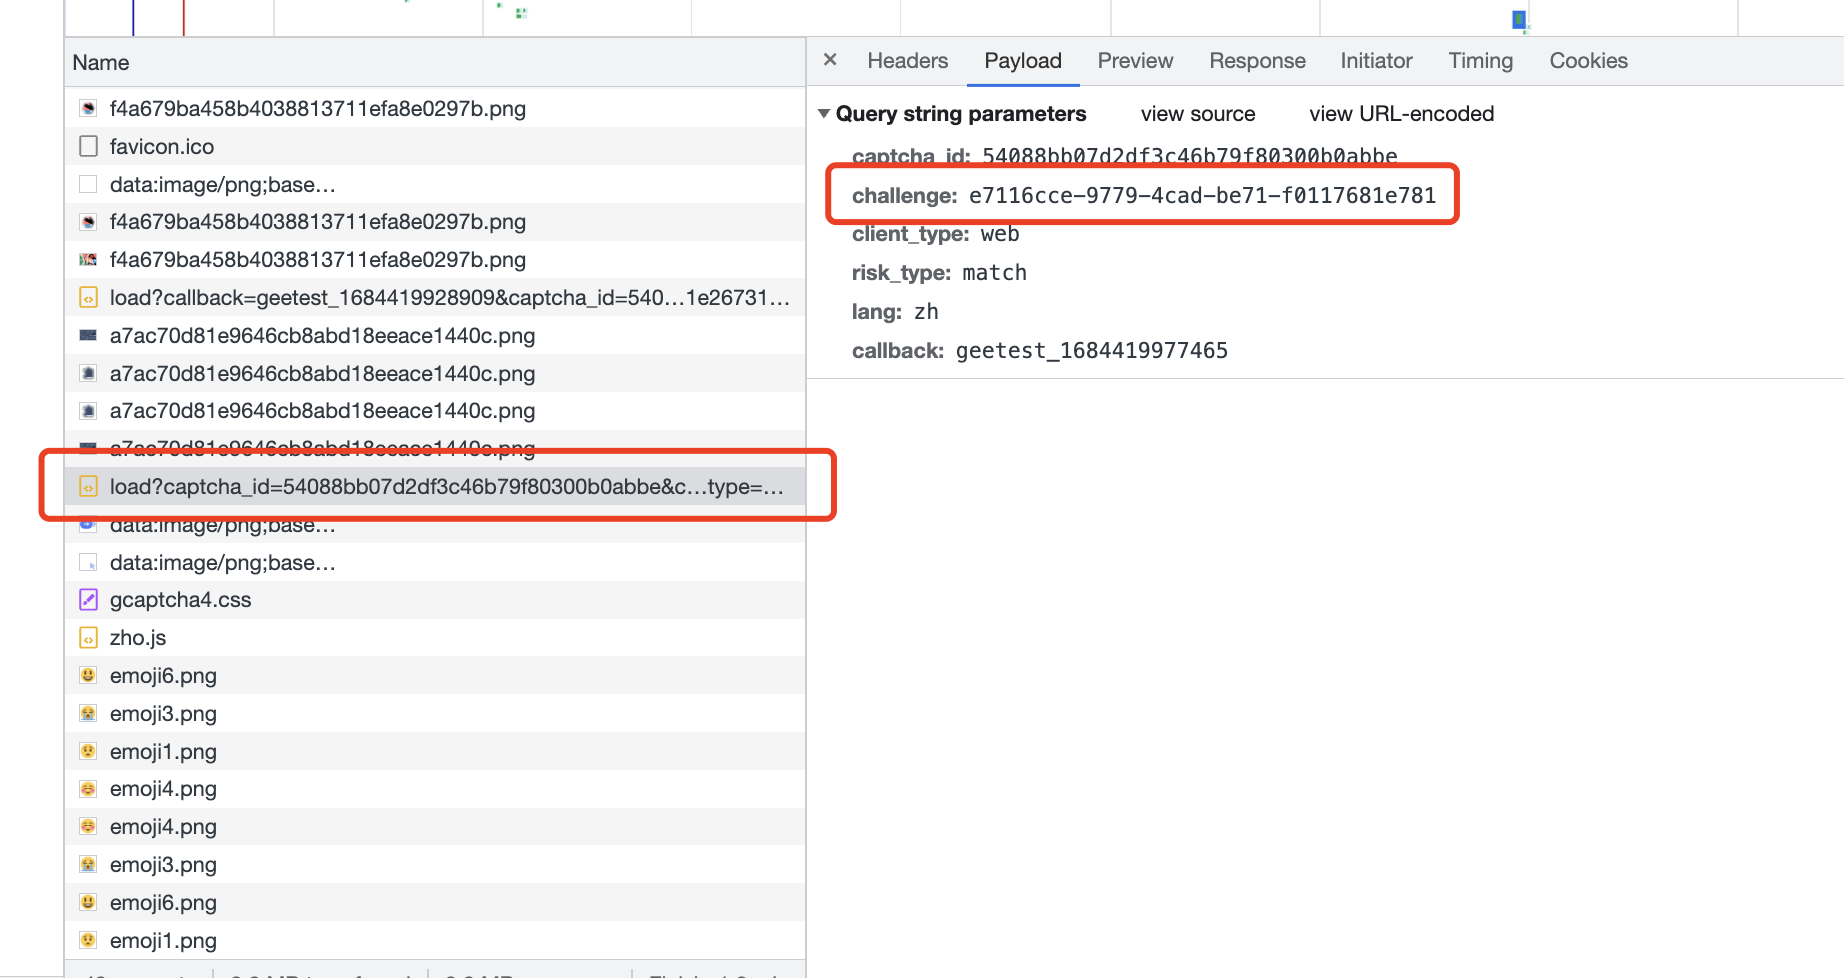 Name
f4a679ba458b4038813711efa8e0297b.png
favicon.ico
data:image/png;base…
f4a679ba458b4038813711efa8e0297b.png
f4a679ba458b4038813711efa8e0297b.png
load?callback=geetest_1684419928909&captcha_id=540…1e26731…
a7ac70d81e9646cb8abd18eeace1440c.png
a7ac70d81e9646cb8abd18eeace1440c.png
a7ac70d81e9646cb8abd18eeace1440c.png
a7ac70d81e9646cb8abd18eeace1440c.png
load?captcha_id=54088bb07d2df3c46b79f80300b0abbe&c…type=…
data:image/png;base…
data:image/png;base…
gcaptcha4.css
zho.js
emoji6.png
emoji3.png
emoji1.png
emoji4.png
emoji4.png
emoji3.png
emoji6.png
emoji1.png
× Headers Payload Preview Response Initiator Timing Cookies
Query string parameters view source view URL-encoded
captcha_id: 54088bb07d2df3c46b79f80300b0abbe
challenge: e7116cce-9779-4cad-be71-f0117681e781
client_type: web
risk_type: match
lang: zh
callback: geetest_1684419977465